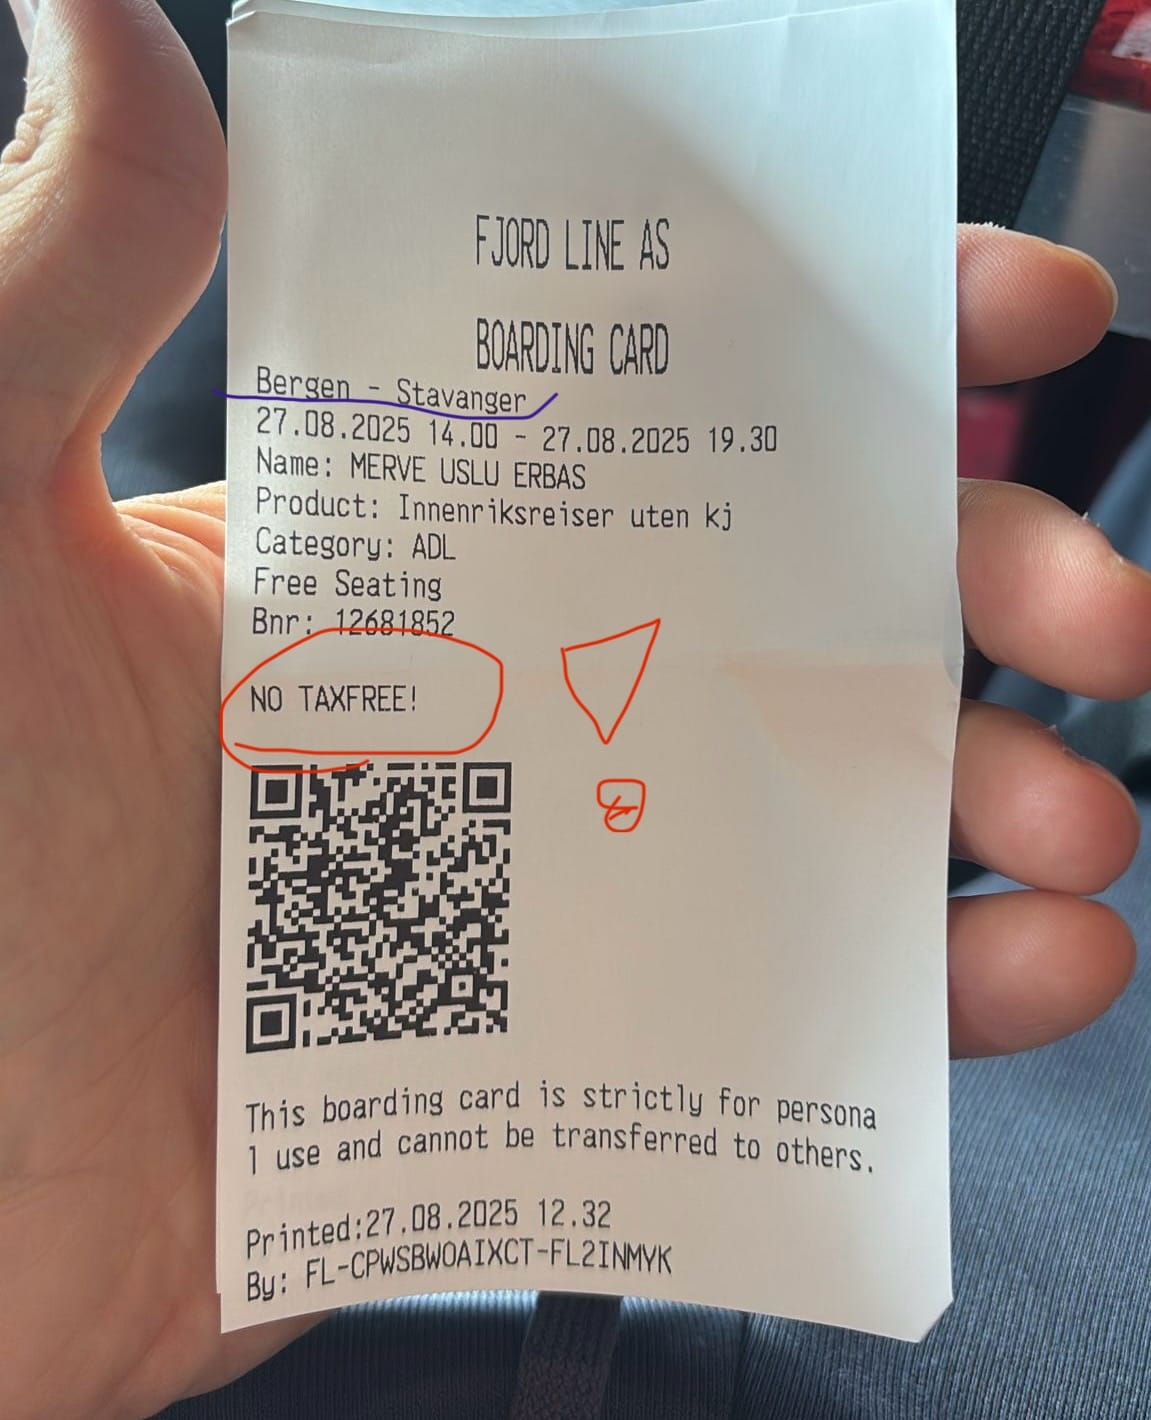 FJORD LINE AS
BOARDING CARD
Bergen - Stavanger
27.08.2025 14.00 - 27.08.2025 19.30
Name: MERVE USLU ERBAS
Product: Innenriksreiser uten kj
Category: ADL
Free Seating
Bnr: 12681852
NO TAXFREE!
This boarding card is strictly for persona
l use and cannot be transferred to others.
Printed:27.08.2025 12.32
By: FL-CPWSBWOAIXCT-FL2INMYK